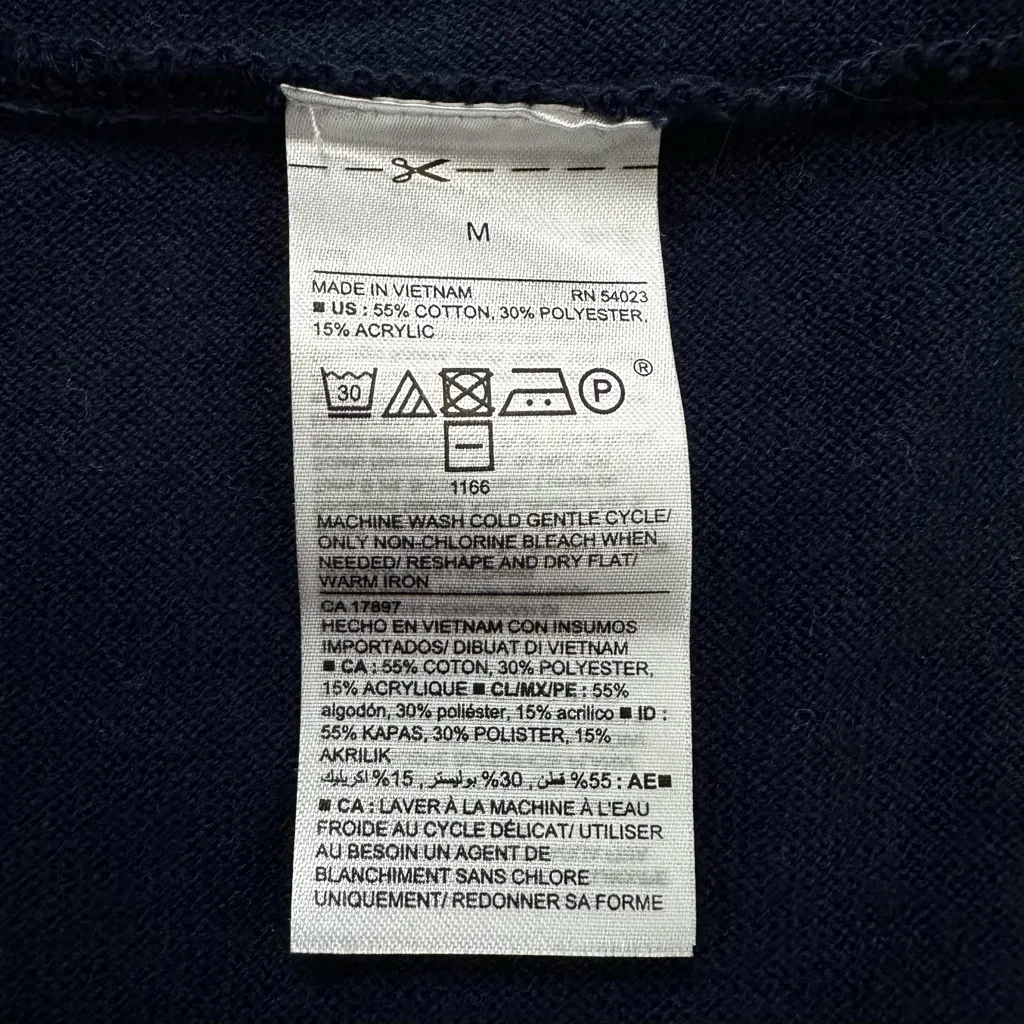 M
MADE IN VIETNAM RN 54023
■ US : 55% COTTON, 30% POLYESTER,
15% ACRYLIC
30 P ®
1166
MACHINE WASH COLD GENTLE CYCLE/
ONLY NON-CHLORINE BLEACH WHEN
NEEDED/ RESHAPE AND DRY FLAT/
WARM IRON
CA 17897
HECHO EN VIETNAM CON INSUMOS
IMPORTADOS/ DIBUAT DI VIETNAM
■ CA : 55% COTON, 30% POLYESTER,
15% ACRYLIQUE ■ CL/MX/PE : 55%
algodón, 30% poliéster, 15% acrilico ■ ID :
55% KAPAS, 30% POLISTER, 15%
AKRILIK
■AE : 55% قطن, 30% بوليستر, 15% اكريليك
■ CA : LAVER À LA MACHINE À L'EAU
FROIDE AU CYCLE DÉLICAT/ UTILISER
AU BESOIN UN AGENT DE
BLANCHIMENT SANS CHLORE
UNIQUEMENT/ REDONNER SA FORME